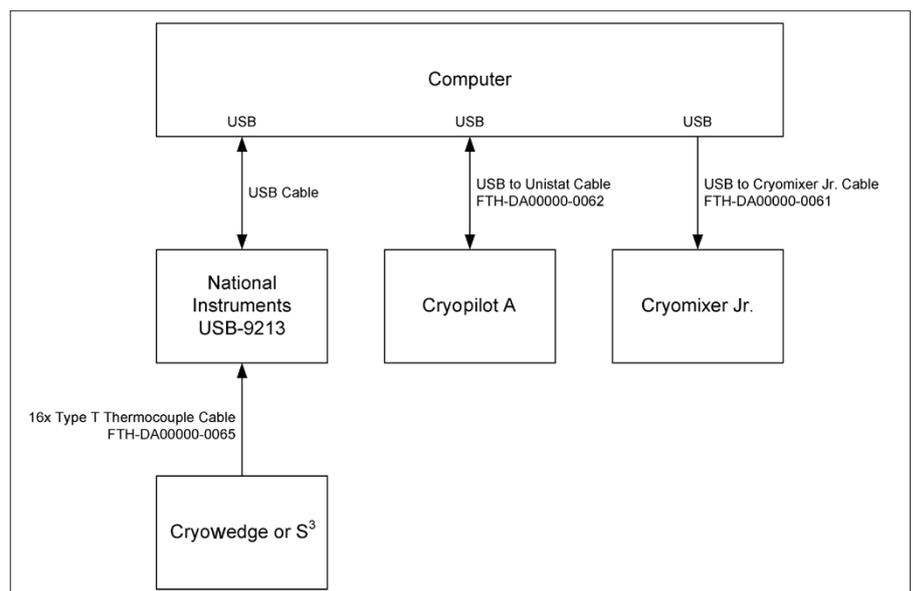 Computer
USB
USB
USB
USB Cable
USB to Unistat Cable
FTH-DA00000-0062
USB to Cryomixer Jr. Cable
FTH-DA00000-0061
National
Instruments
USB-9213
Cryopilot A
Cryomixer Jr.
16x Type T Thermocouple Cable
FTH-DA00000-0065
Cryowedge or S³